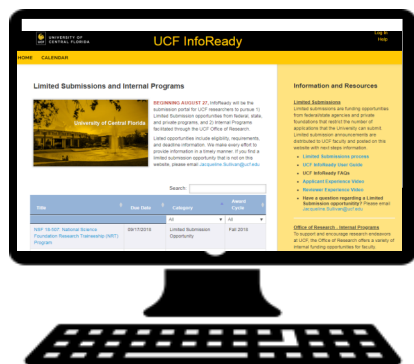 UNIVERSITY OF
CENTRAL FLORIDA
UCF InfoReady
Log In
Help
HOME CALENDAR
Limited Submissions and Internal Programs
University of Central Florida
BEGINNING AUGUST 27, InfoReady will be the
submission portal for UCF researchers to pursue 1)
Limited Submission opportunities from federal, state,
and private programs, and 2) Internal Programs
facilitated through the UCF Office of Research.
Listed opportunities include eligibility, requirements,
and deadline information. We make every effort to
provide information in a timely manner. If you find a
limited submission opportunity that is not on this
website, please email Jacqueline.Sullivan@ucf.edu
Search:
Title Due Date Category Award
Cycle
All All
NSF 18-507: National Science
Foundation Research Traineeship (NRT)
Program
09/17/2018
Limited Submission
Opportunity
Fall 2018
Information and Resources
Limited Submissions
Limited submissions are funding opportunities
from federal/state agencies and private
foundations that restrict the number of
applications that the University can submit.
Limited submission announcements are
distributed to UCF faculty and posted on this
website with next steps information.
• Limited Submissions process
• UCF InfoReady User Guide
• UCF InfoReady FAQs
• Applicant Experience Video
• Reviewer Experience Video
• Have a question regarding a Limited
Submission opportunity? Please email
Jacqueline.Sullivan@ucf.edu
Office of Research - Internal Programs
To support and encourage research endeavors
at UCF, the Office of Research offers a variety of
internal funding opportunities for faculty.